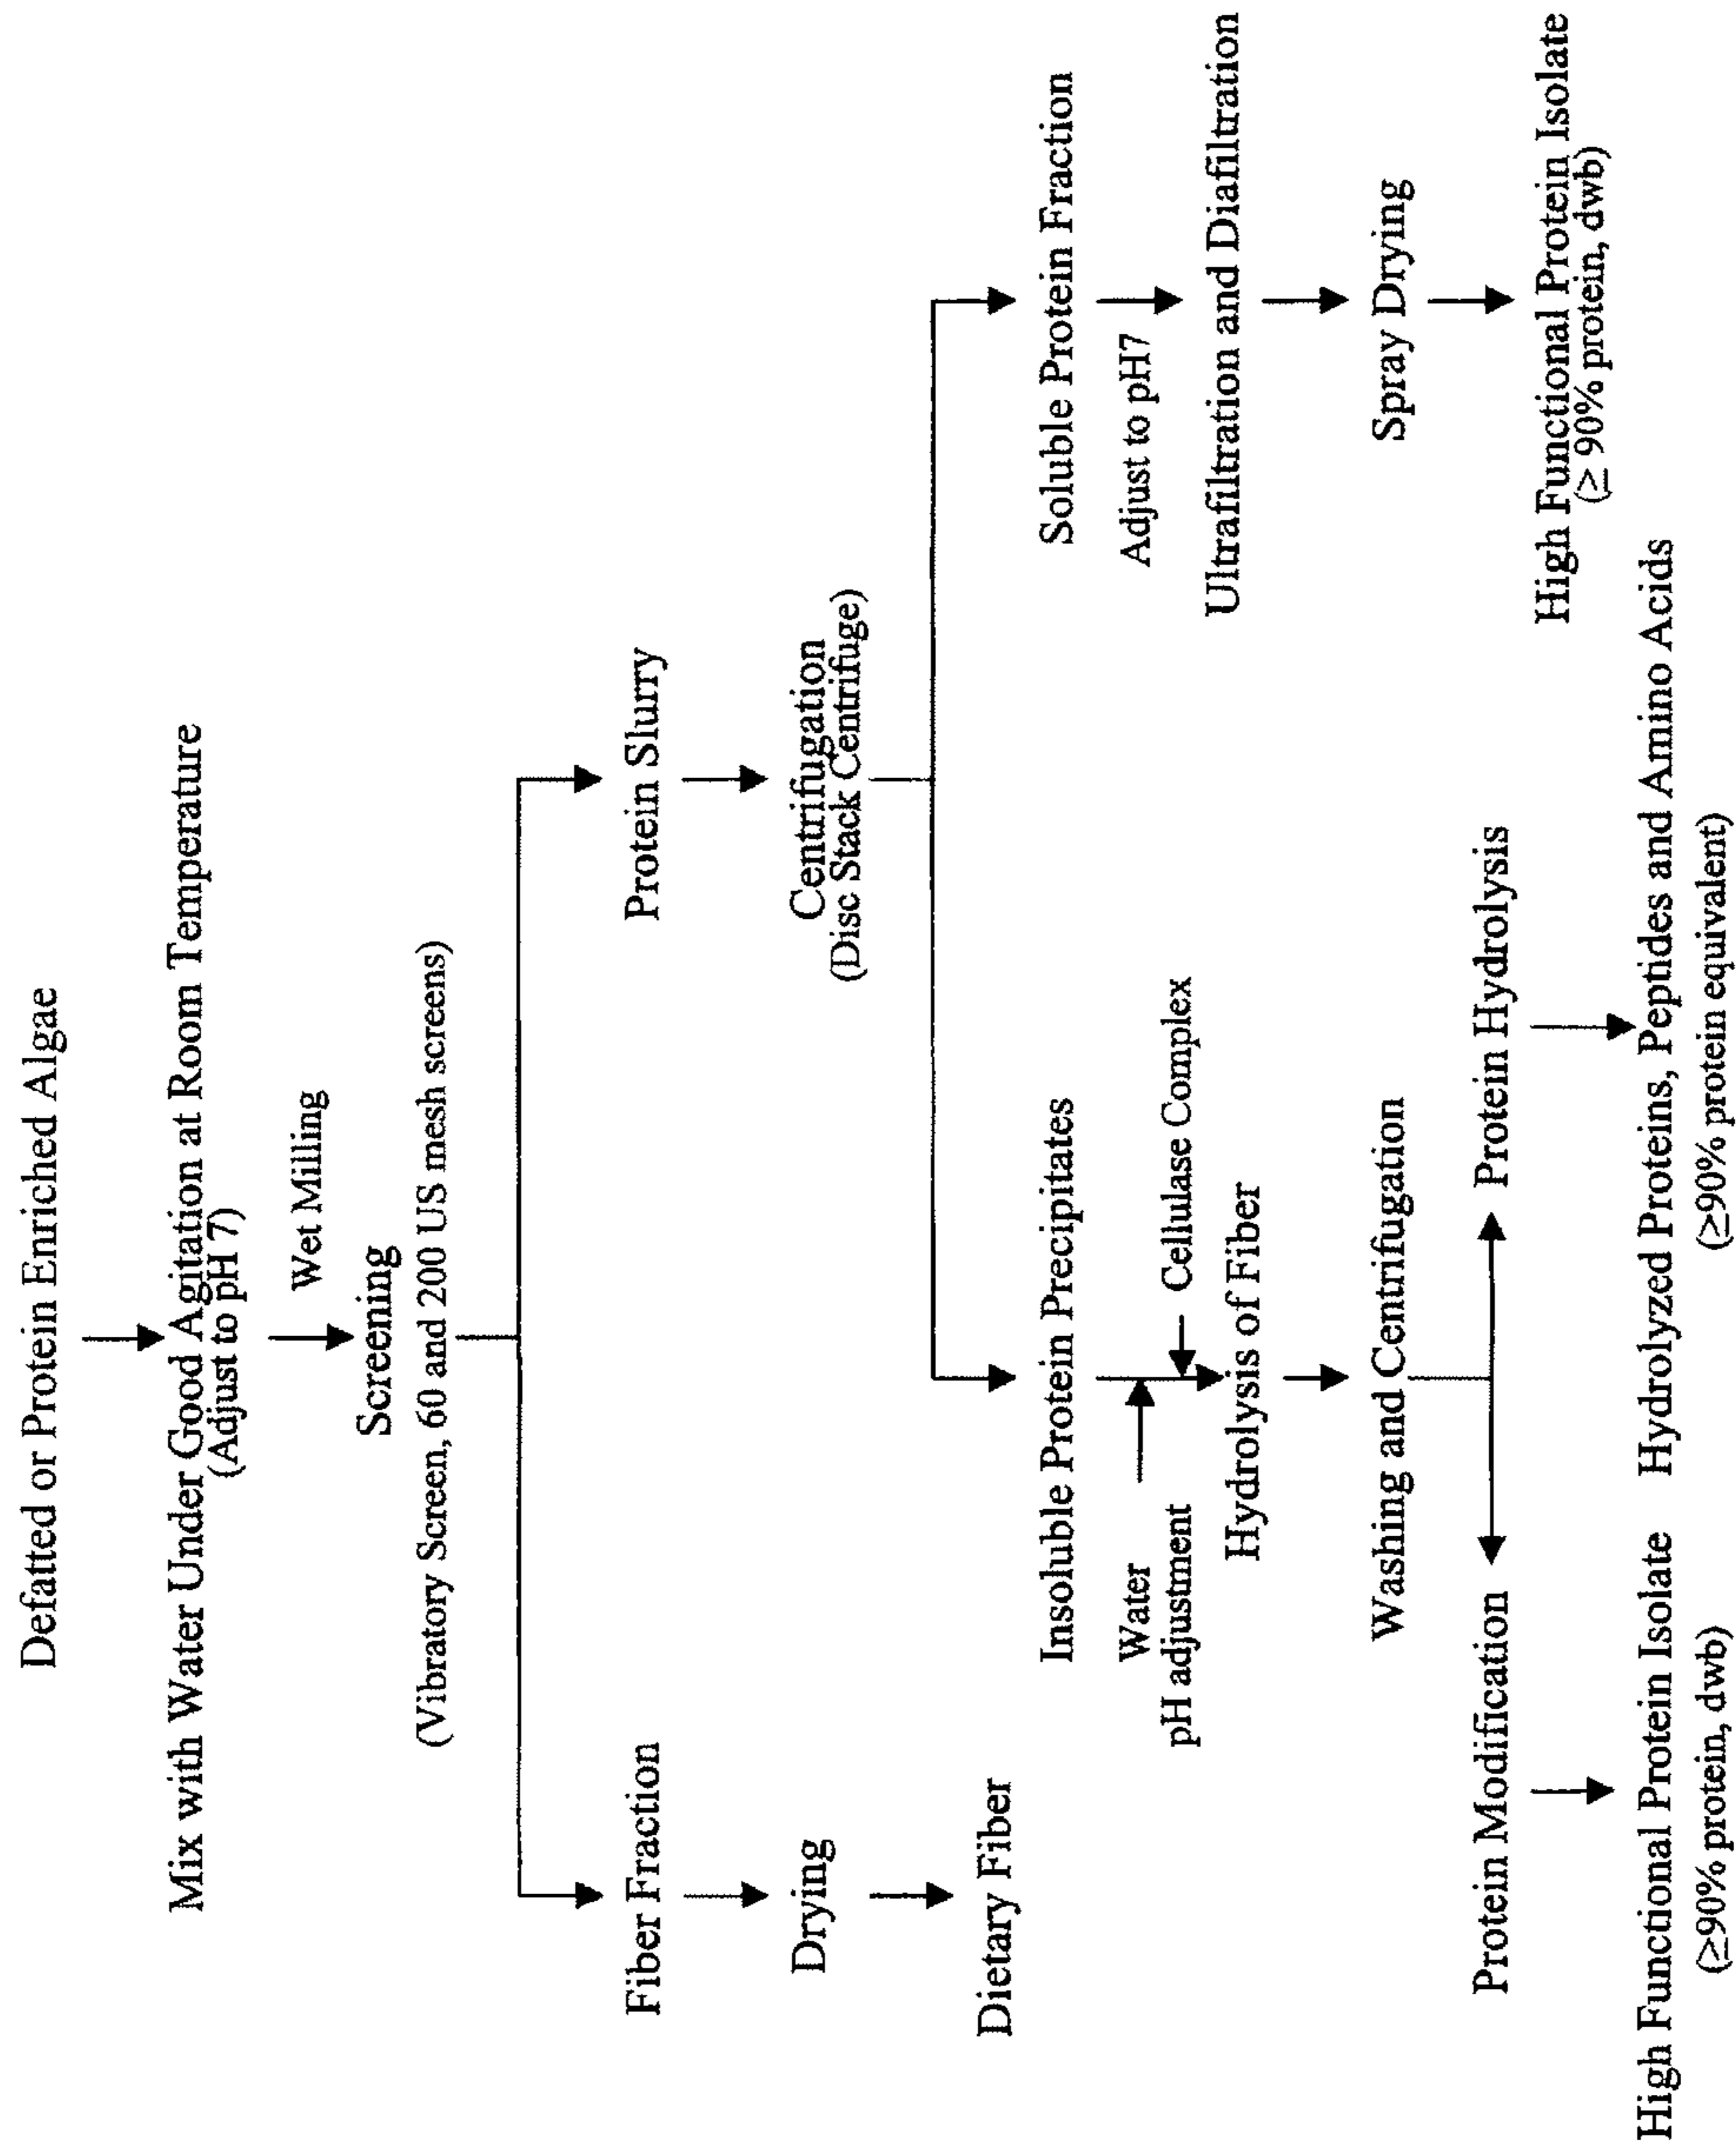 Defatted or Protein Enriched Algae
Mix with Water Under Good Agitation at Room Temperature
(Adjust to pH 7)
Wet Milling
Screening
(Vibratory Screen, 60 and 200 US mesh screens)
Fiber Fraction
Drying
Dietary Fiber
Protein Slurry
Centrifugation
(Disc Stack Centrifuge)
Insoluble Protein Precipitates
Water
pH adjustment
Cellulase Complex
Hydrolysis of Fiber
Washing and Centrifugation
Protein Modification
High Functional Protein Isolate
(≥90% protein, dwb)
Protein Hydrolysis
Hydrolyzed Proteins, Peptides and Amino Acids
(≥90% protein equivalent)
Soluble Protein Fraction
Adjust to pH7
Ultrafiltration and Diafiltration
Spray Drying
High Functional Protein Isolate
(≥ 90% protein, dwb)